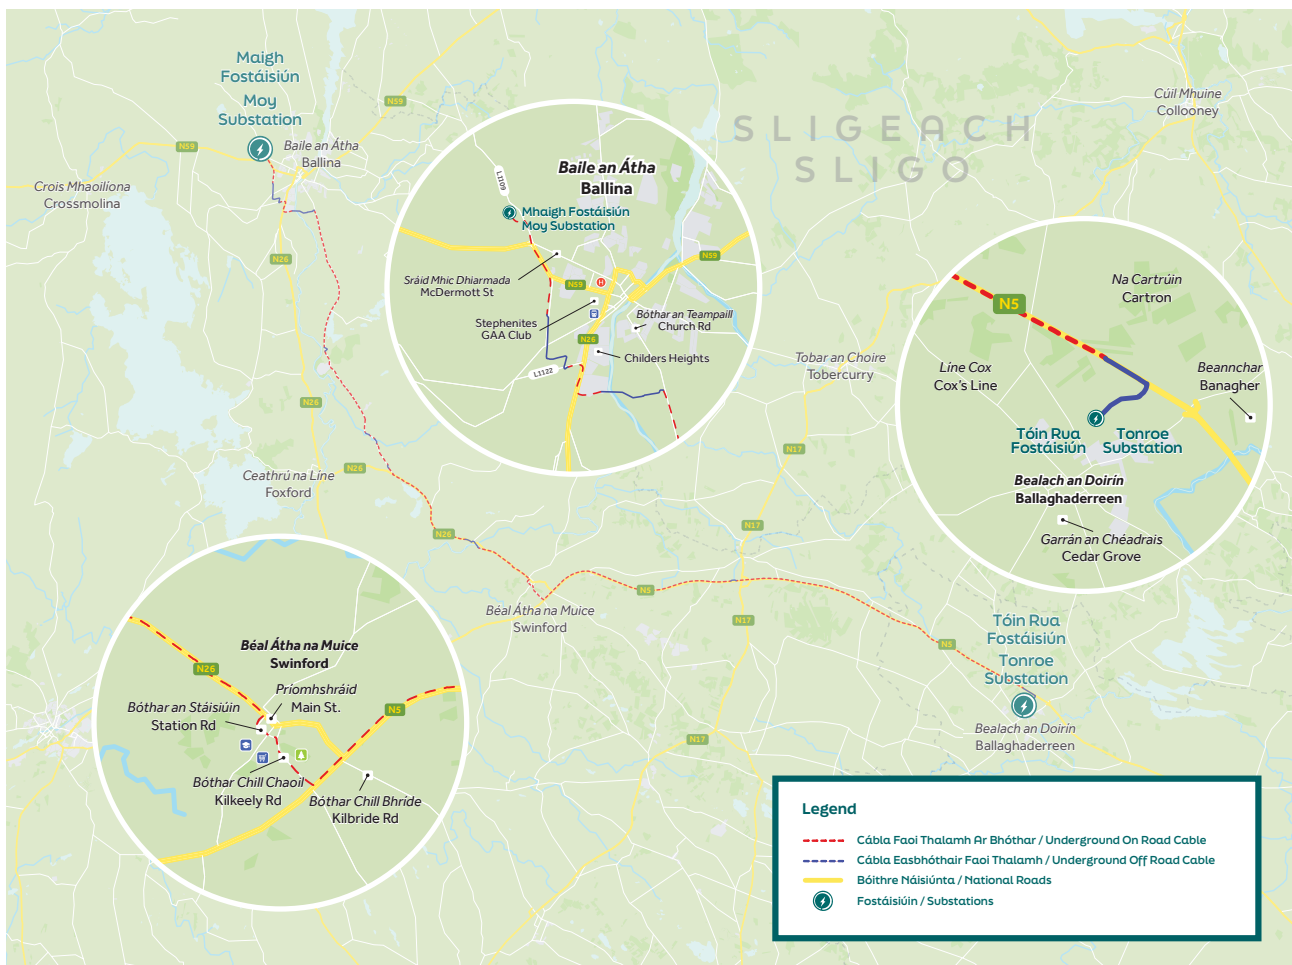 Maigh
Fostáisiún
Moy
Substation
N59
N59
Baile an Átha
Ballina
Crois Mhaoilíona
Crossmolina
N26
N26
Ceathrú na Líne
Foxford
N26
N26
SLIGEACH
SLIGO
Cúil Mhuine
Collooney
L1109
Baile an Átha
Ballina
Mhaigh Fostáisiún
Moy Substation
N59
Sráid Mhic Dhiarmada
McDermott St
N59
H
Stephenites
GAA Club
Bóthar an Teampaill
Church Rd
N26
Childers Heights
L1122
Tobar an Choire
Tobercurry
N17
N17
N5
Na Cartrúin
Cartron
Líne Cox
Cox's Line
Beannchar
Banagher
Tóin Rua
Fostáisiún
Tonroe
Substation
Bealach an Doirín
Ballaghaderreen
Garrán an Chéadrais
Cedar Grove
Béal Átha na Muice
Swinford
N5
N17
N5
Tóin Rua
Fostáisiún
Tonroe
Substation
Bealach an Doirín
Ballaghaderreen
N17
Béal Átha na Muice
Swinford
N26
Príomhshráid
Main St.
Bóthar an Stáisiúin
Station Rd
N5
Bóthar Chill Chaoil
Kilkeely Rd
Bóthar Chill Bhríde
Kilbride Rd
Legend
Cábla Faoi Thalamh Ar Bhóthar / Underground On Road Cable
Cábla Easbhóthair Faoi Thalamh / Underground Off Road Cable
Bóithre Náisiúnta / National Roads
Fostáisiúin / Substations